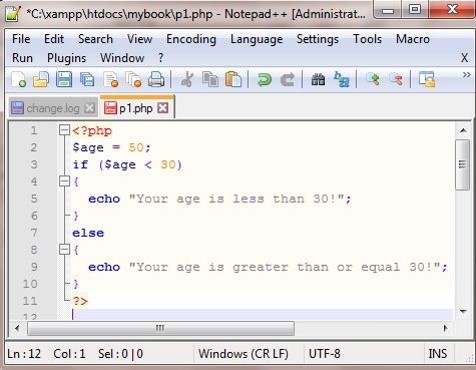 *C:\xampp\htdocs\mybook\p1.php - Notepad++ [Administrat...
File Edit Search View Encoding Language Settings Tools Macro
Run Plugins Window ? X
change.log p1.php
1 <?php
2 $age = 50;
3 if ($age < 30)
4 {
5 echo "Your age is less than 30!";
6 }
7 else
8 {
9 echo "Your age is greater than or equal 30!";
10 }
11 ?>
12
Ln:12 Col:1 Sel:0|0 Windows (CR LF) UTF-8 INS